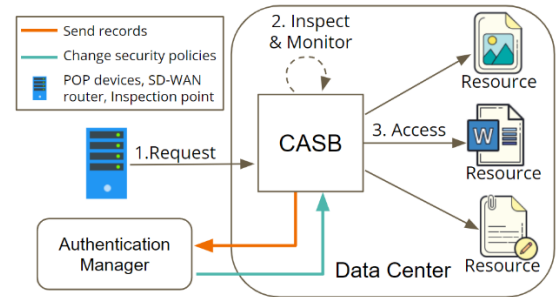 Send records
Change security policies
POP devices, SD-WAN
router, Inspection point
2. Inspect
& Monitor
Resource
1.Request
CASB
3. Access
W
Resource
Authentication
Manager
Data Center
Resource